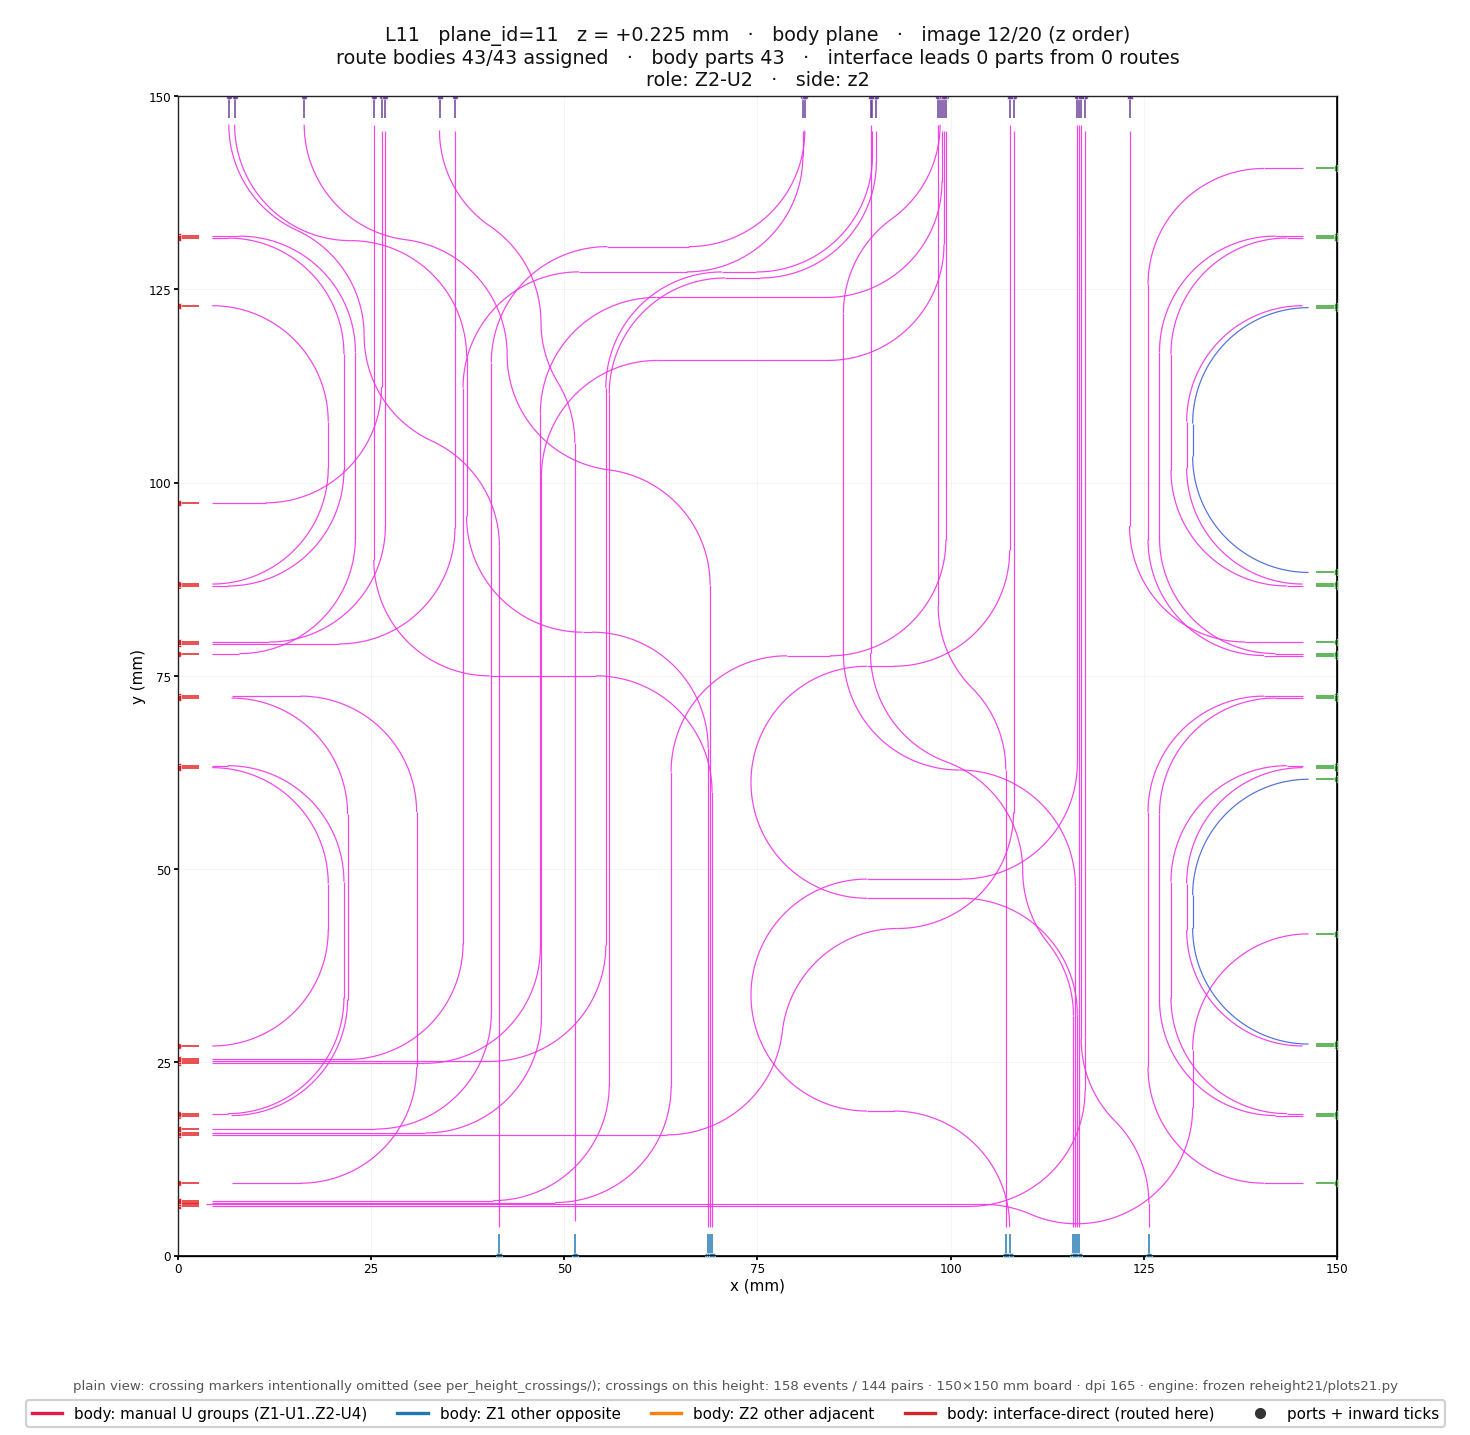 L11   plane_id=11   z = +0.225 mm   ·   body plane   ·   image 12/20 (z order)
route bodies 43/43 assigned   ·   body parts 43   ·   interface leads 0 parts from 0 routes
role: Z2-U2   ·   side: z2
150
125
100
75
50
25
0
y (mm)
0 25 50 75 100 125 150
x (mm)
plain view: crossing markers intentionally omitted (see per_height_crossings/); crossings on this height: 158 events / 144 pairs · 150×150 mm board · dpi 165 · engine: frozen reheight21/plots21.py
body: manual U groups (Z1-U1..Z2-U4) body: Z1 other opposite body: Z2 other adjacent body: interface-direct (routed here) ports + inward ticks